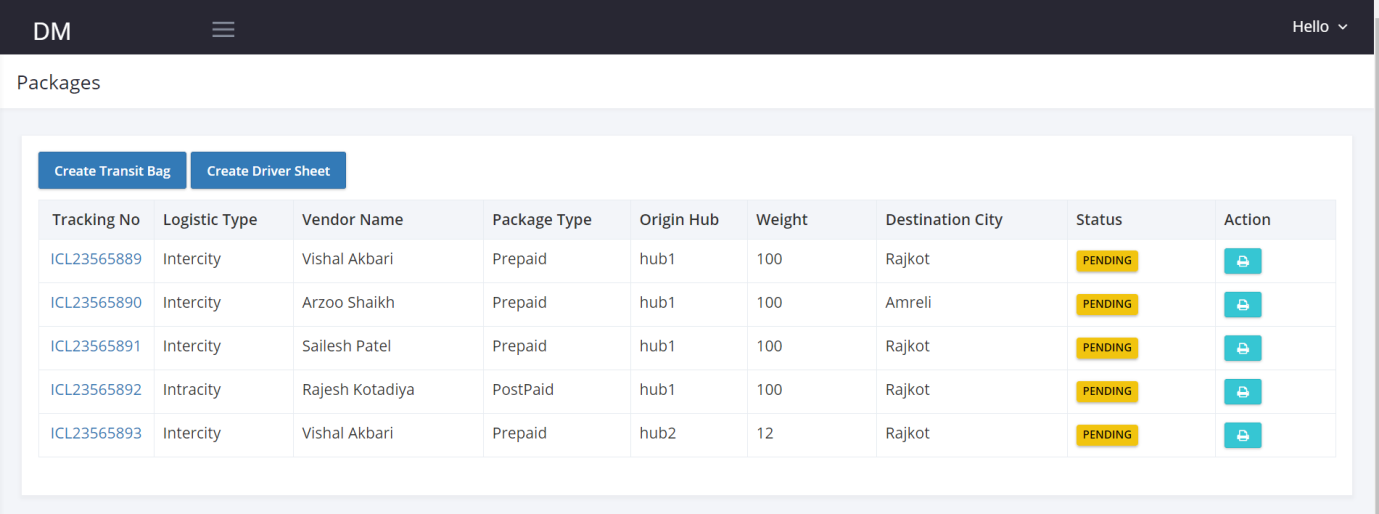 DM
Hello
Packages
Create Transit Bag Create Driver Sheet
Tracking No Logistic Type Vendor Name Package Type Origin Hub Weight Destination City Status Action
ICL23565889 Intercity Vishal Akbari Prepaid hub1 100 Rajkot PENDING
ICL23565890 Intercity Arzoo Shaikh Prepaid hub1 100 Amreli PENDING
ICL23565891 Intercity Sailesh Patel Prepaid hub1 100 Rajkot PENDING
ICL23565892 Intracity Rajesh Kotadiya PostPaid hub1 100 Rajkot PENDING
ICL23565893 Intercity Vishal Akbari Prepaid hub2 12 Rajkot PENDING